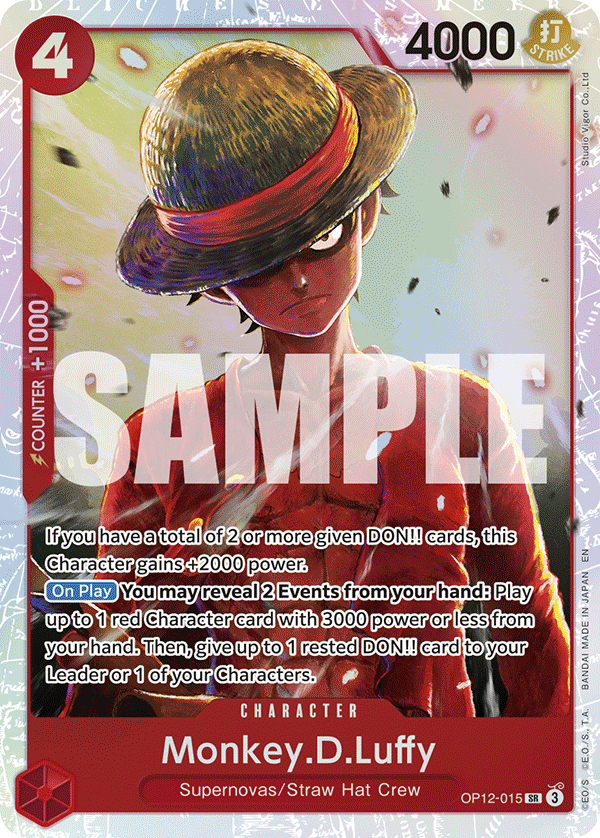 4
4000
打
STRIKE
Studio Vigor Co.,Ltd
COUNTER +1000
SAMPLE
If you have a total of 2 or more given DON!! cards, this
Character gains +2000 power.
On Play You may reveal 2 Events from your hand: Play
up to 1 red Character card with 3000 power or less from
your hand. Then, give up to 1 rested DON!! card to your
Leader or 1 of your Characters.
CHARACTER
Monkey.D.Luffy
Supernovas/Straw Hat Crew
OP12-015 SR 3
©E.O/S ©E.O./S., T.A. BANDAI MADE IN JAPAN EN